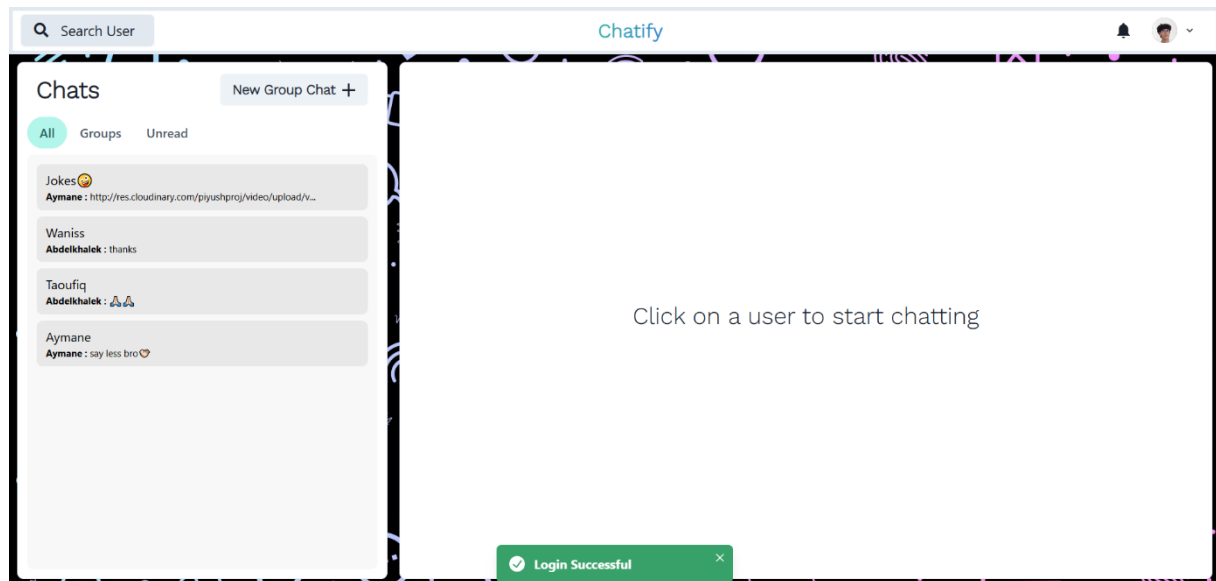 Search User
Chatify
Chats
New Group Chat +
All Groups Unread
Jokes🤪
Aymane : http://res.cloudinary.com/piyushproj/video/upload/v...
Waniss
Abdelkhalek : thanks
Taoufiq
Abdelkhalek : 🙏🙏
Aymane
Aymane : say less bro
Click on a user to start chatting
Login Successful